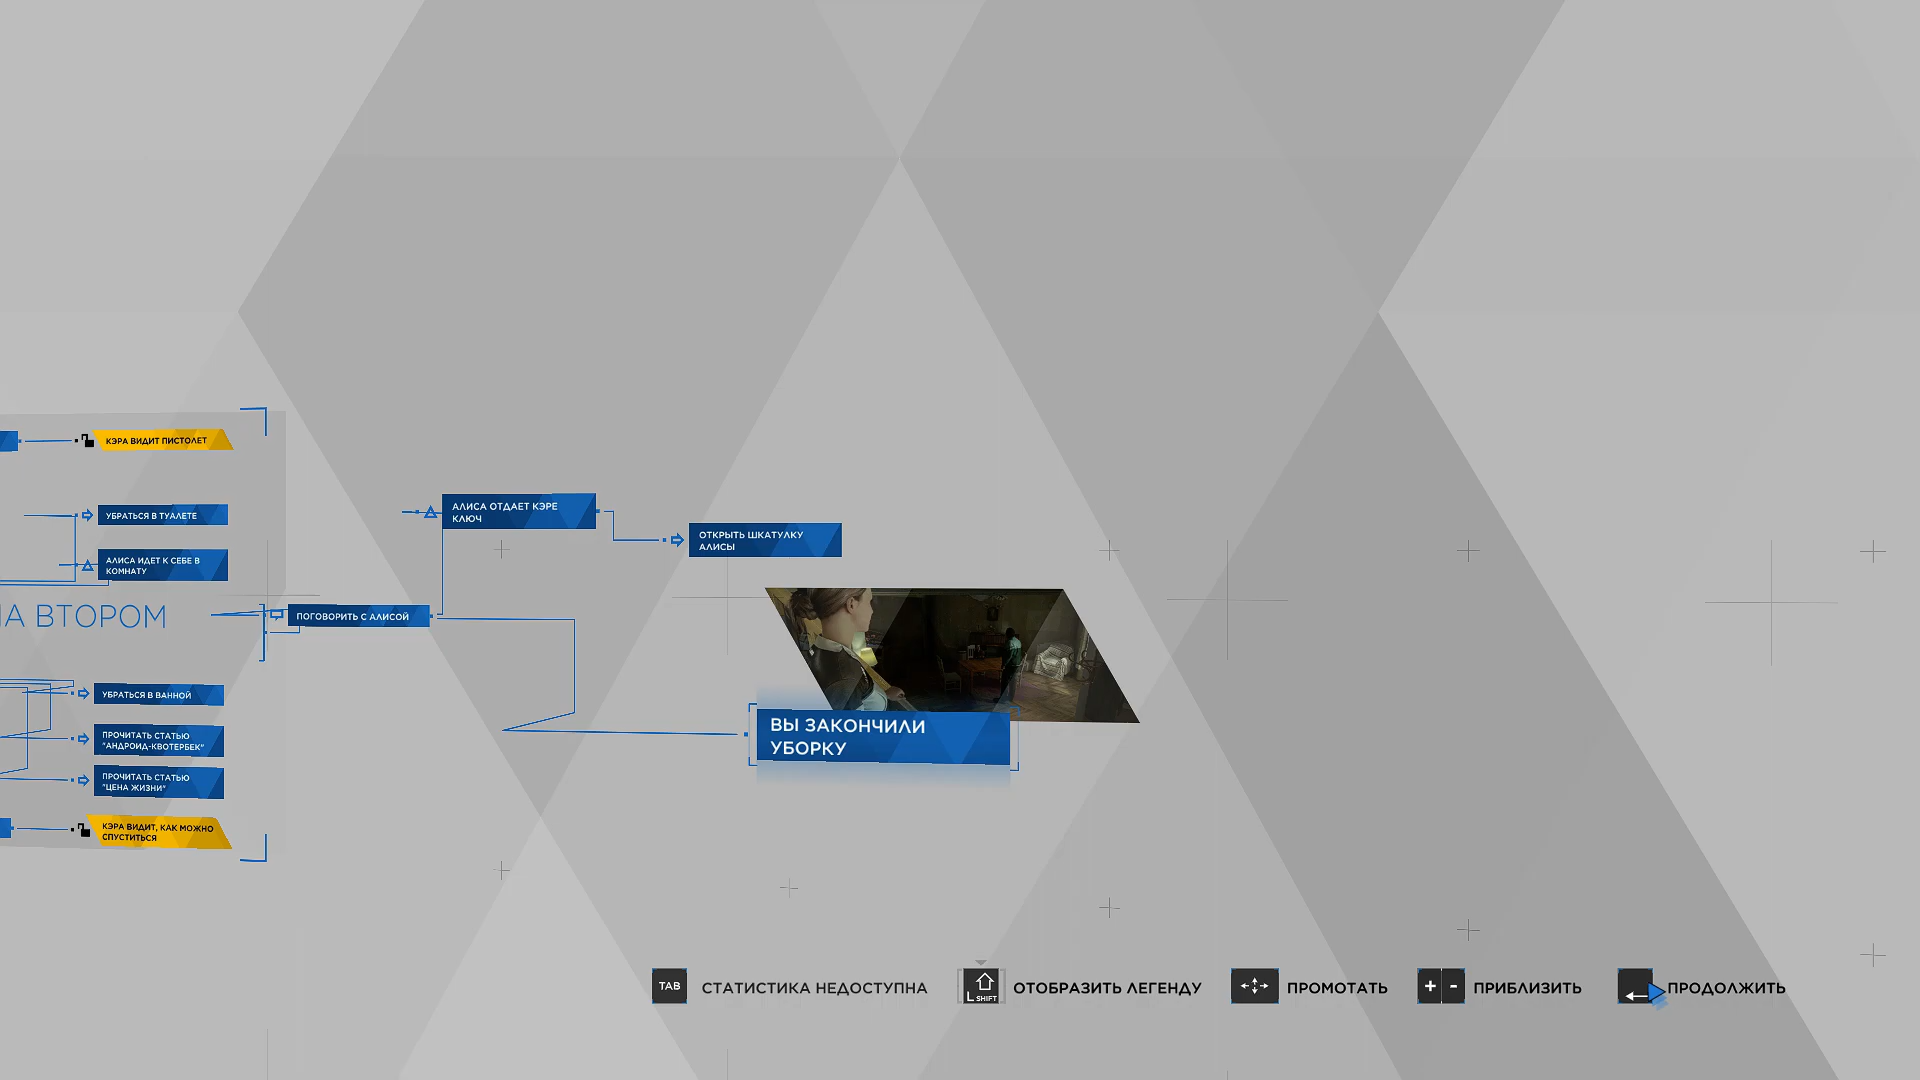 КЭРА ВИДИТ ПИСТОЛЕТ
УБРАТЬСЯ В ТУАЛЕТЕ
АЛИСА ИДЕТ К СЕБЕ В
КОМНАТУ
АЛИСА ОТДАЕТ КЭРЕ
КЛЮЧ
ОТКРЫТЬ ШКАТУЛКУ
АЛИСЫ
НА ВТОРОМ
ПОГОВОРИТЬ С АЛИСОЙ
УБРАТЬСЯ В ВАННОЙ
ПРОЧИТАТЬ СТАТЬЮ
"АНДРОИД-КВОТЕРБЕК"
ПРОЧИТАТЬ СТАТЬЮ
"ЦЕНА ЖИЗНИ"
КЭРА ВИДИТ, КАК МОЖНО
СПУСТИТЬСЯ
ВЫ ЗАКОНЧИЛИ
УБОРКУ
TAB СТАТИСТИКА НЕДОСТУПНА
L SHIFT ОТОБРАЗИТЬ ЛЕГЕНДУ
ПРОМОТАТЬ
+ - ПРИБЛИЗИТЬ
ПРОДОЛЖИТЬ